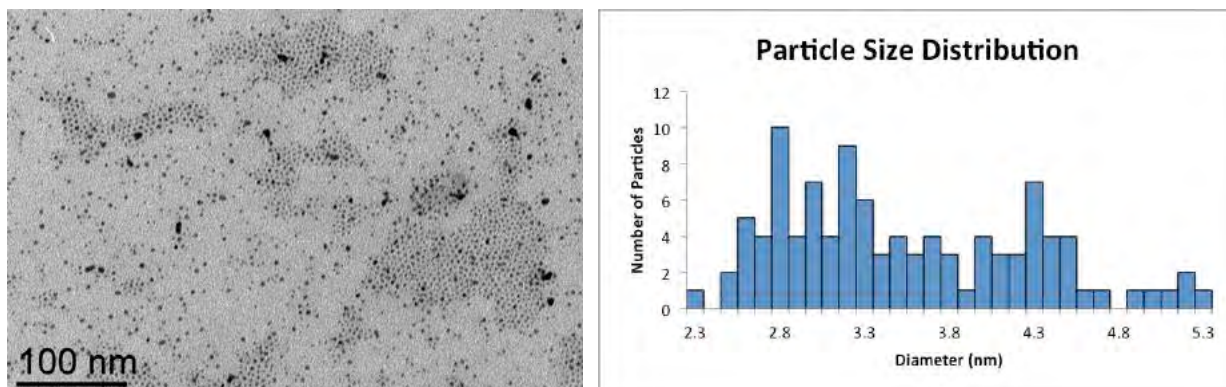 100 nm
Particle Size Distribution
Number of Particles
12
10
8
6
4
2
0
2.3 2.8 3.3 3.8 4.3 4.8 5.3
Diameter (nm)